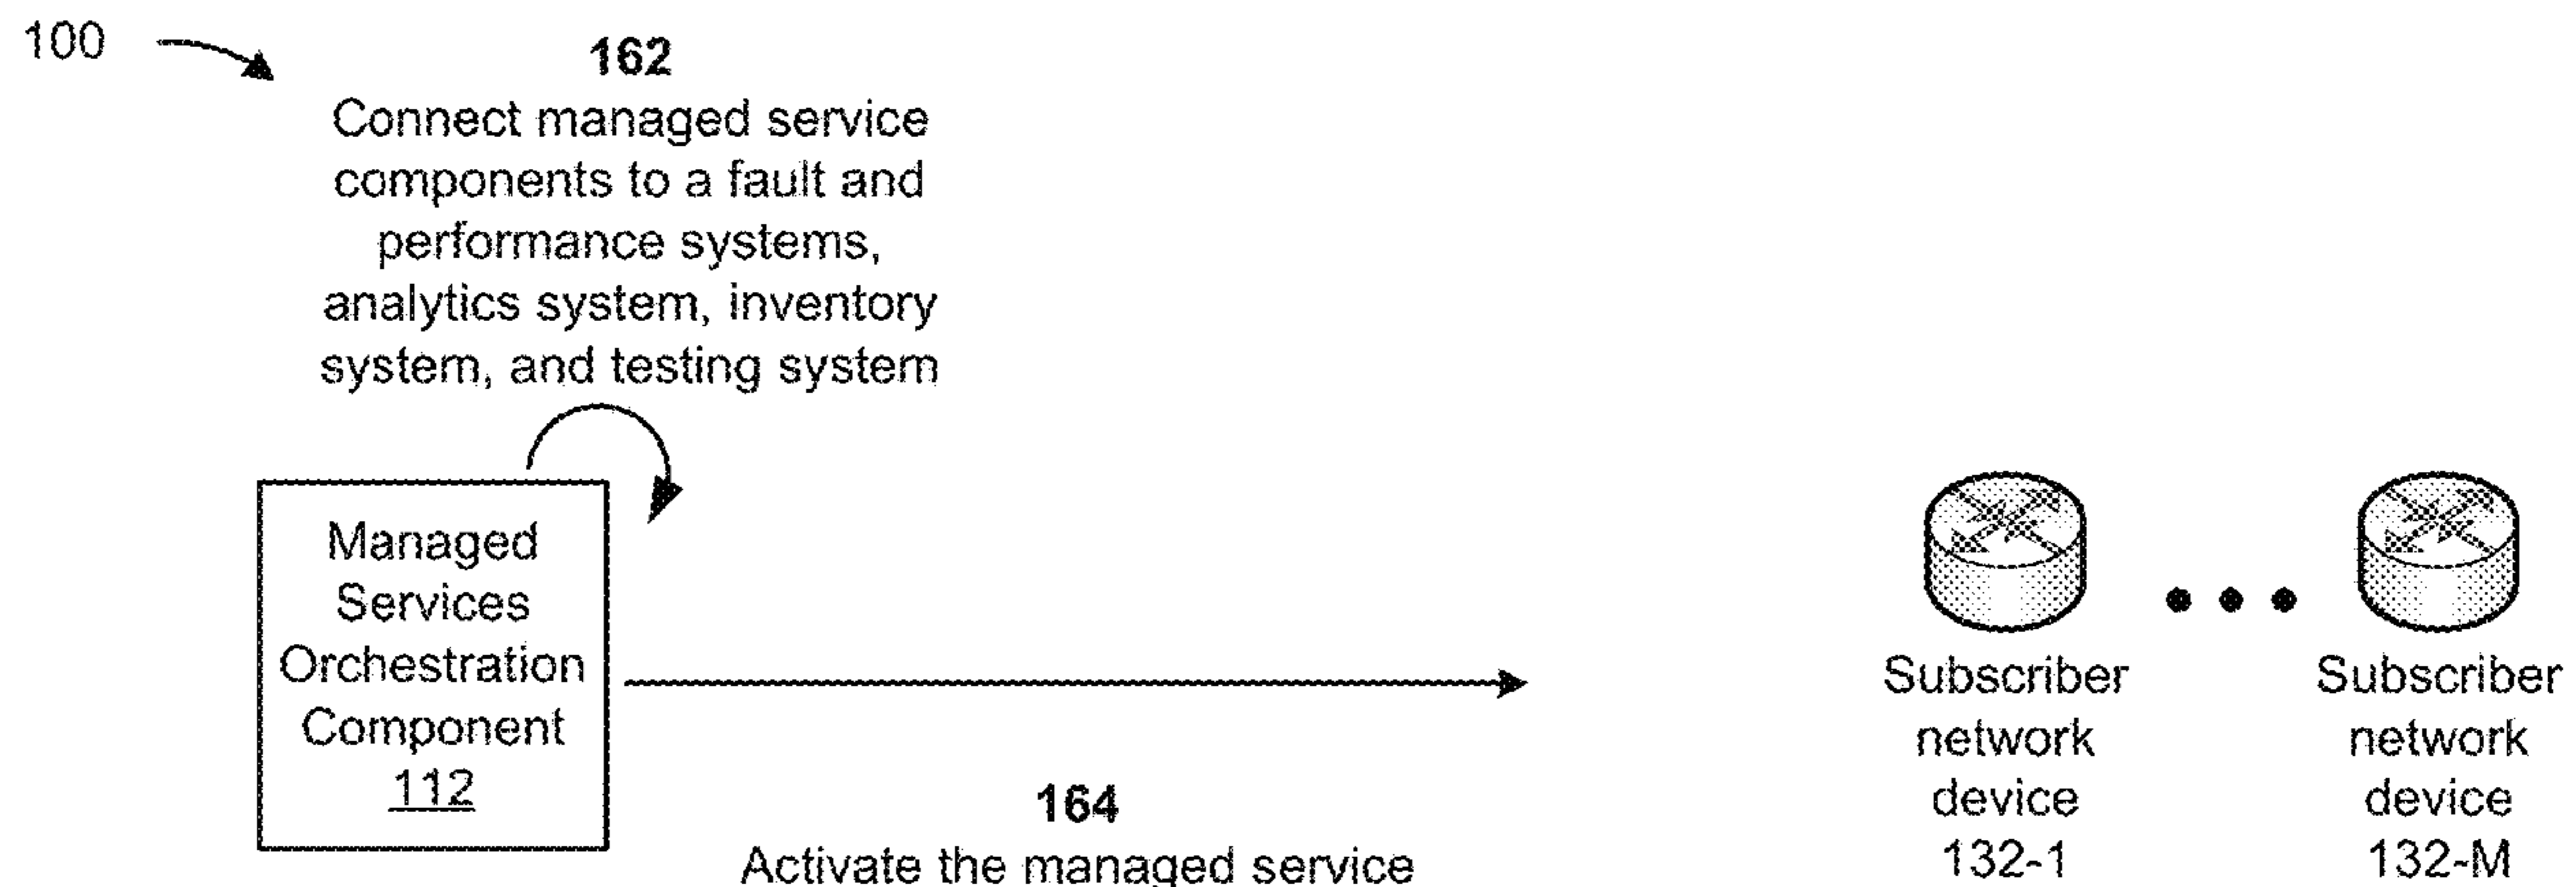 100
162
Connect managed service
components to a fault and
performance systems,
analytics system, inventory
system, and testing system
Managed
Services
Orchestration
Component
112
164
Activate the managed service
Subscriber
network
device
132-1
Subscriber
network
device
132-M